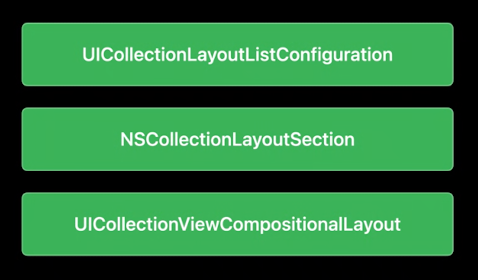 UICollectionLayoutListConfiguration
NSCollectionLayoutSection
UICollectionViewCompositionalLayout